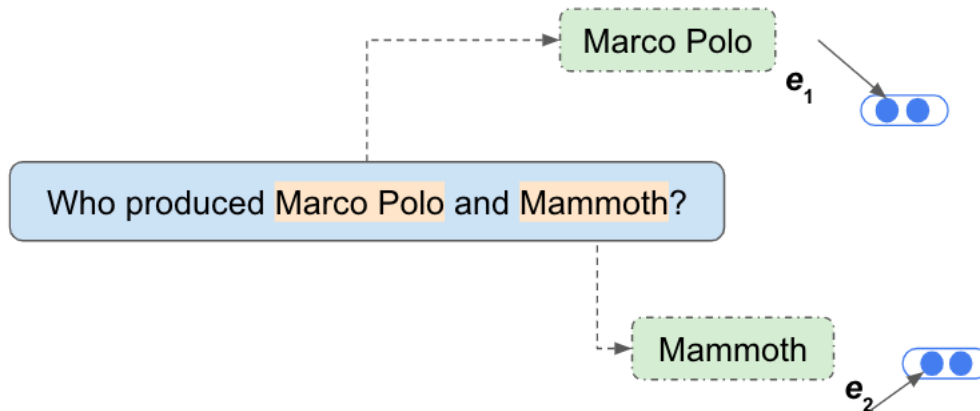 Marco Polo
e1
Who produced Marco Polo and Mammoth?
Mammoth
e2